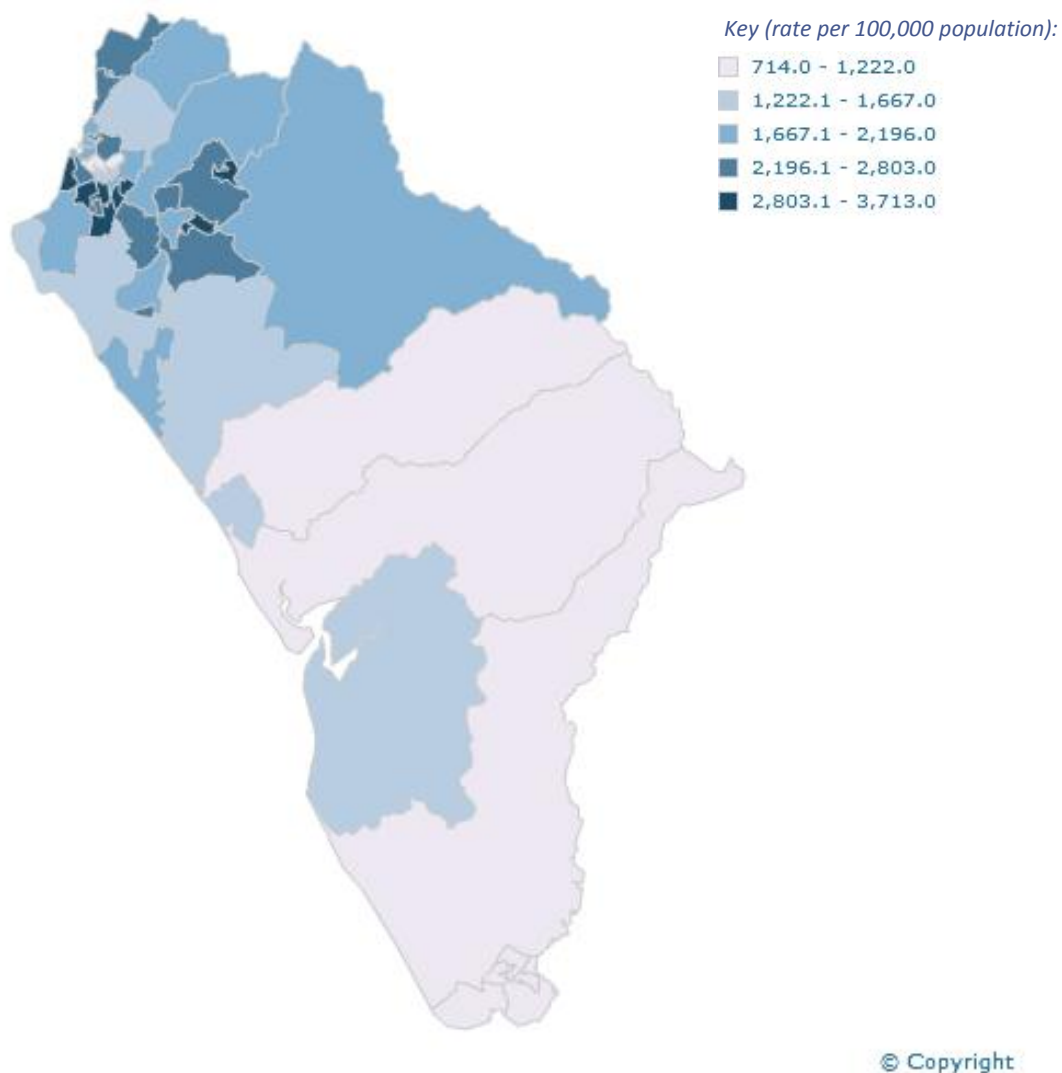 Key (rate per 100,000 population):
714.0 - 1,222.0
1,222.1 - 1,667.0
1,667.1 - 2,196.0
2,196.1 - 2,803.0
2,803.1 - 3,713.0
© Copyright